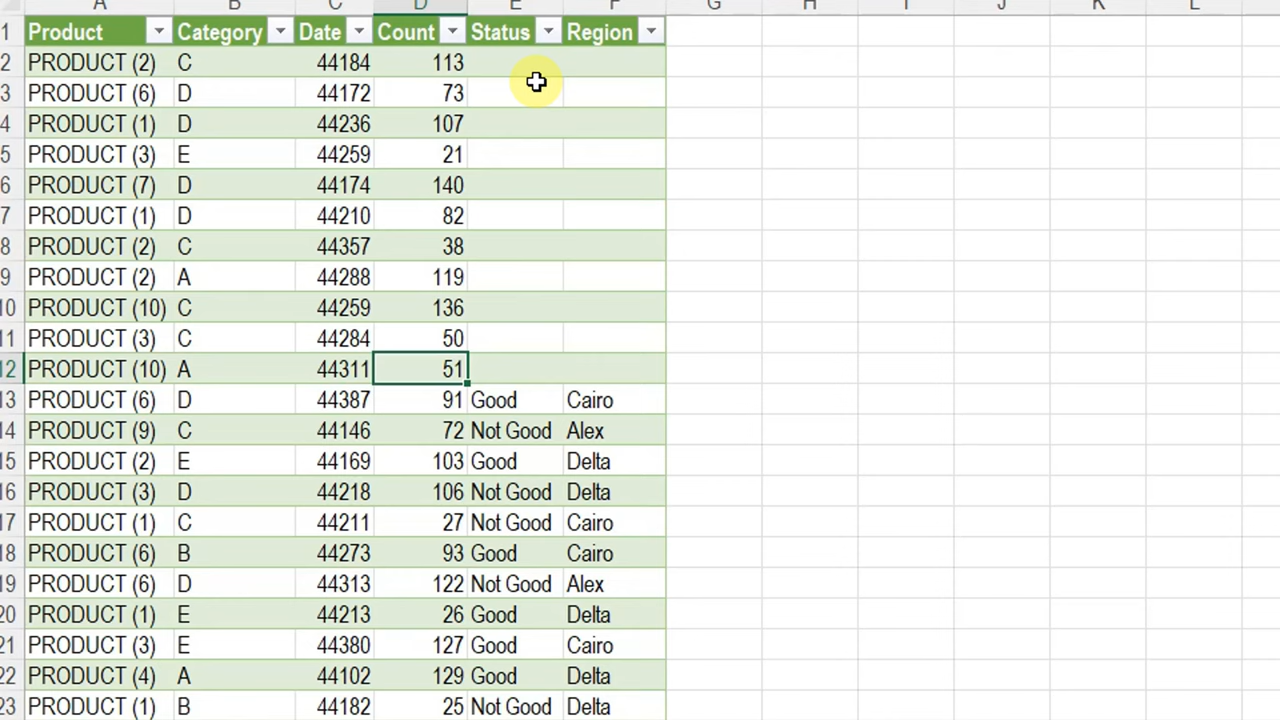 A B C D E F G H I J K L
1 Product Category Date Count Status Region
2 PRODUCT (2) C 44184 113
3 PRODUCT (6) D 44172 73
4 PRODUCT (1) D 44236 107
5 PRODUCT (3) E 44259 21
6 PRODUCT (7) D 44174 140
7 PRODUCT (1) D 44210 82
8 PRODUCT (2) C 44357 38
9 PRODUCT (2) A 44288 119
10 PRODUCT (10) C 44259 136
11 PRODUCT (3) C 44284 50
12 PRODUCT (10) A 44311 51
13 PRODUCT (6) D 44387 91 Good Cairo
14 PRODUCT (9) C 44146 72 Not Good Alex
15 PRODUCT (2) E 44169 103 Good Delta
16 PRODUCT (3) D 44218 106 Not Good Delta
17 PRODUCT (1) C 44211 27 Not Good Cairo
18 PRODUCT (6) B 44273 93 Good Cairo
19 PRODUCT (6) D 44313 122 Not Good Alex
20 PRODUCT (1) E 44213 26 Good Delta
21 PRODUCT (3) E 44380 127 Good Cairo
22 PRODUCT (4) A 44102 129 Good Delta
23 PRODUCT (1) B 44182 25 Not Good Delta